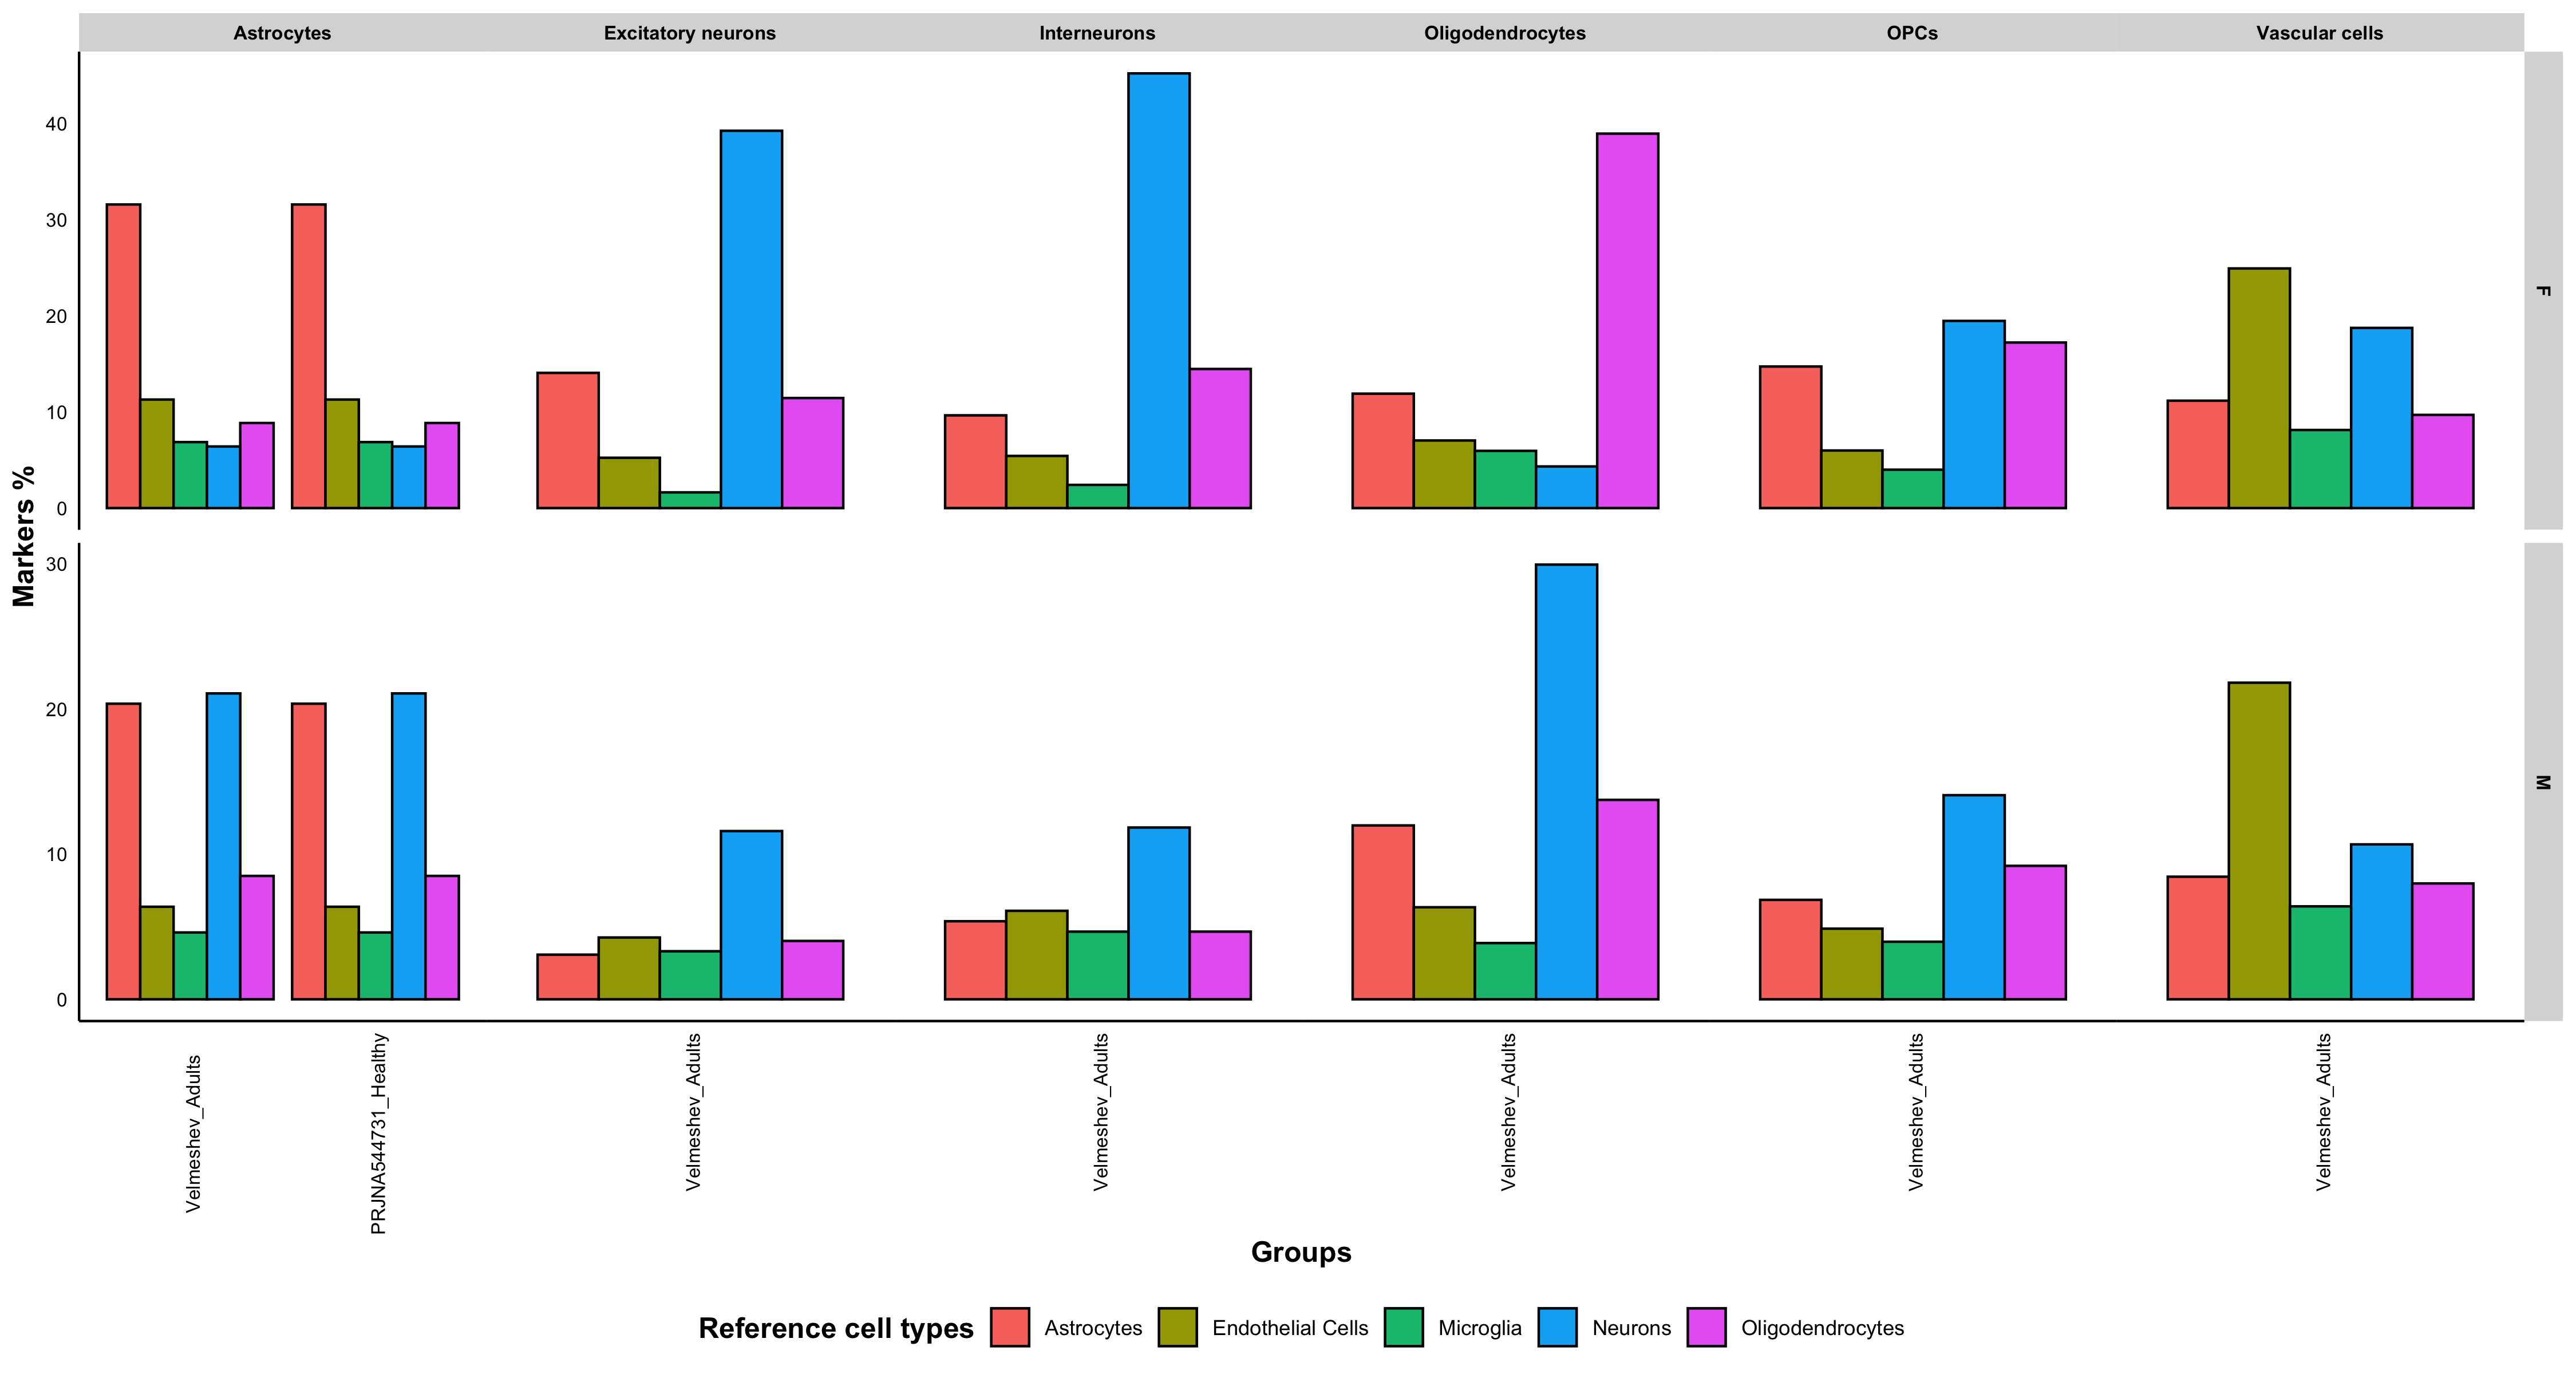 Astrocytes
Excitatory neurons
Interneurons
Oligodendrocytes
OPCs
Vascular cells
Markers %
40
30
20
10
0
F
30
20
10
0
M
Velmeshev_Adults
PRJNA544731_Healthy
Velmeshev_Adults
Velmeshev_Adults
Velmeshev_Adults
Velmeshev_Adults
Velmeshev_Adults
Groups
Reference cell types
Astrocytes
Endothelial Cells
Microglia
Neurons
Oligodendrocytes